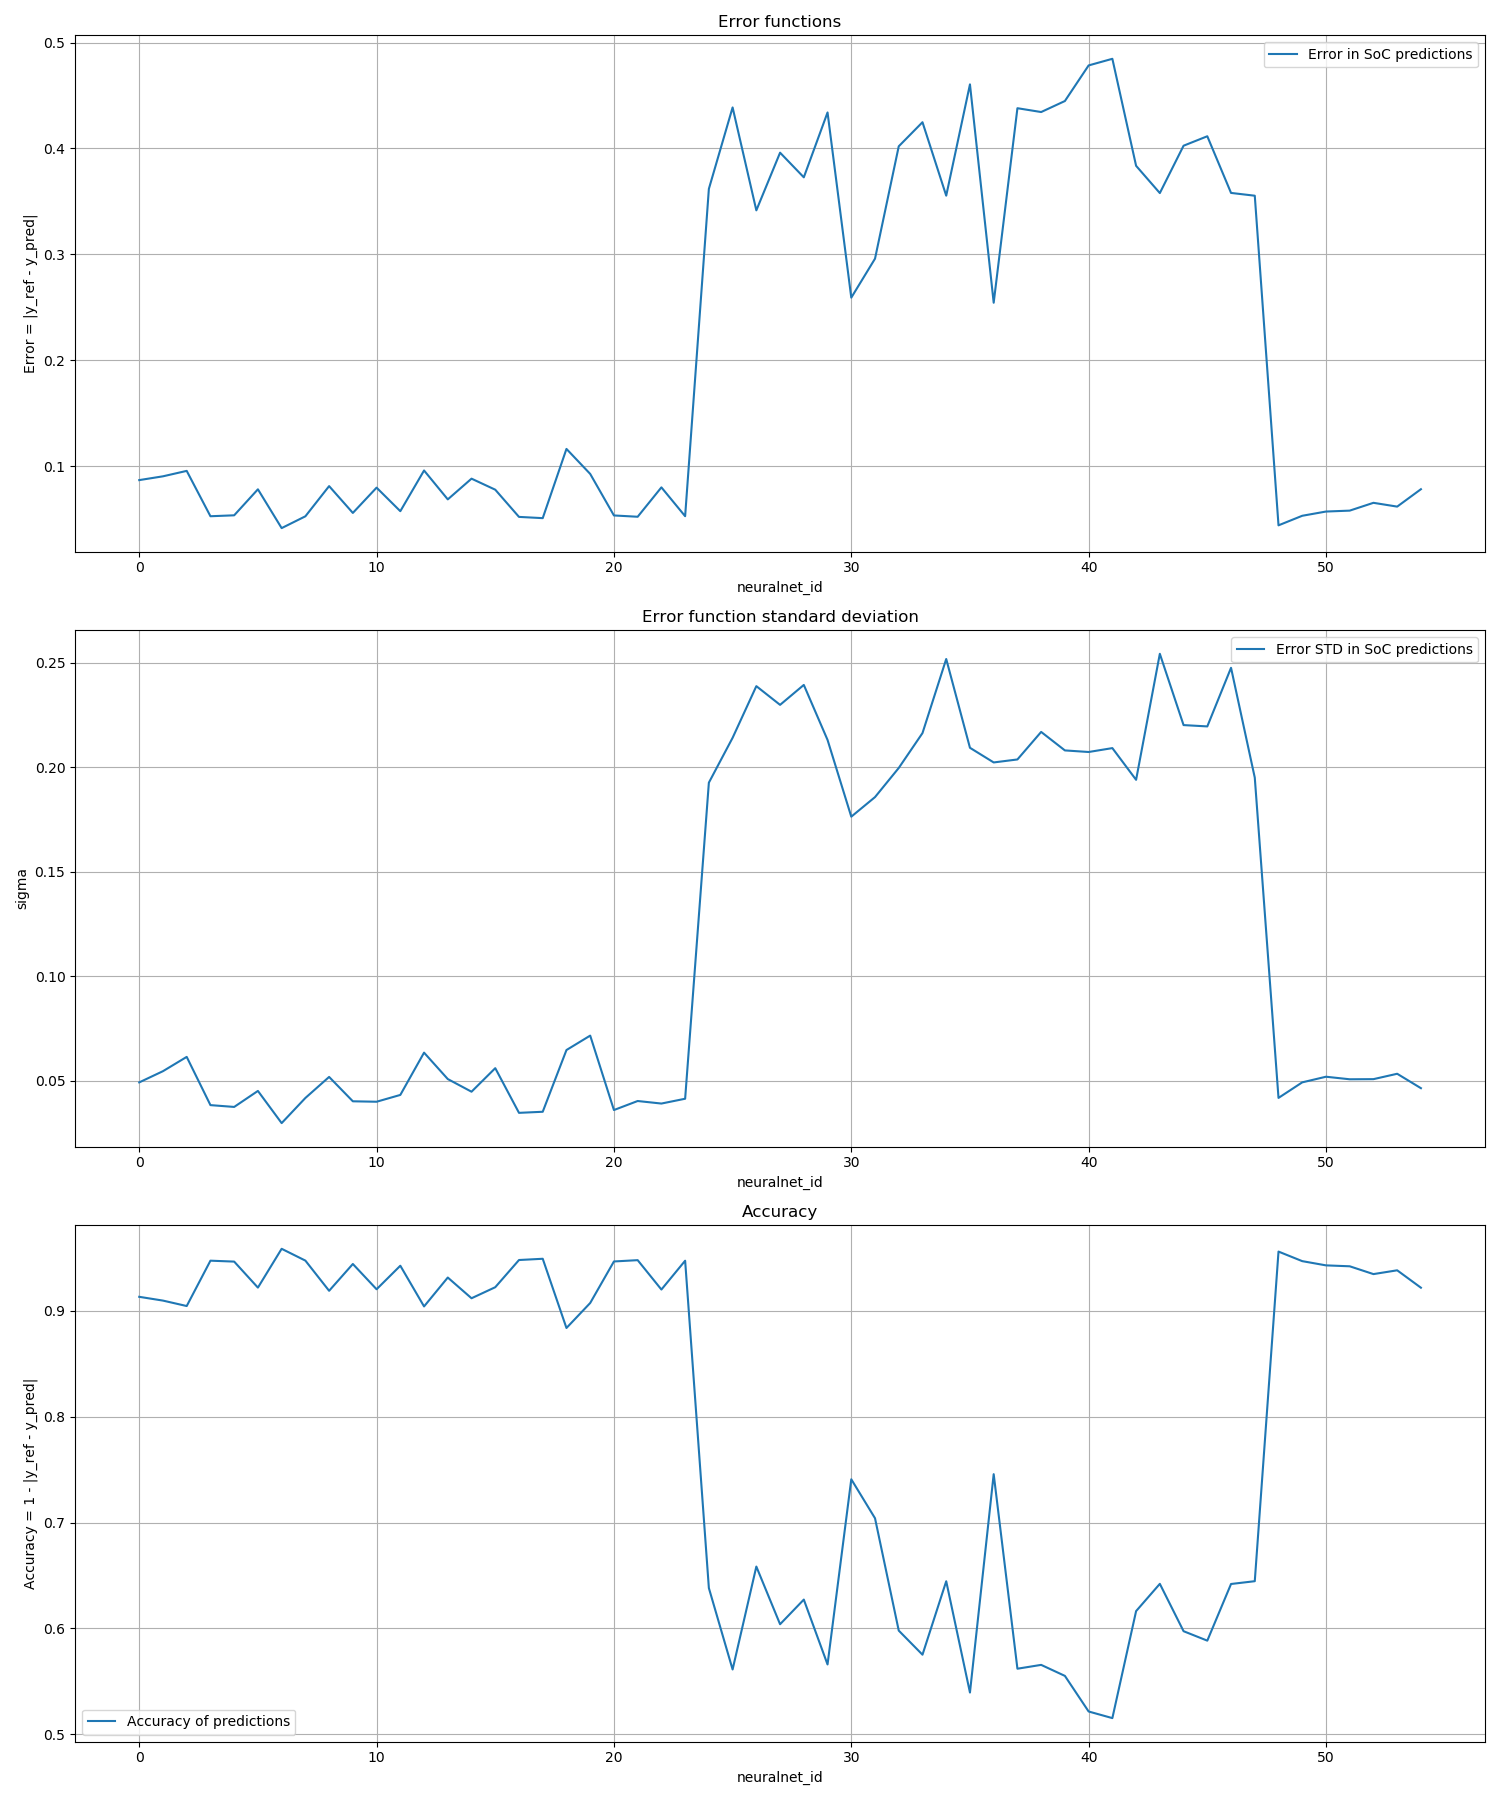 Error functions
Error in SoC predictions
Error = |y_ref - y_pred|
0.5
0.4
0.3
0.2
0.1
0 10 20 30 40 50
neuralnet_id
Error function standard deviation
Error STD in SoC predictions
sigma
0.25
0.20
0.15
0.10
0.05
0 10 20 30 40 50
neuralnet_id
Accuracy
Accuracy = 1 - |y_ref - y_pred|
0.9
0.8
0.7
0.6
0.5
Accuracy of predictions
0 10 20 30 40 50
neuralnet_id